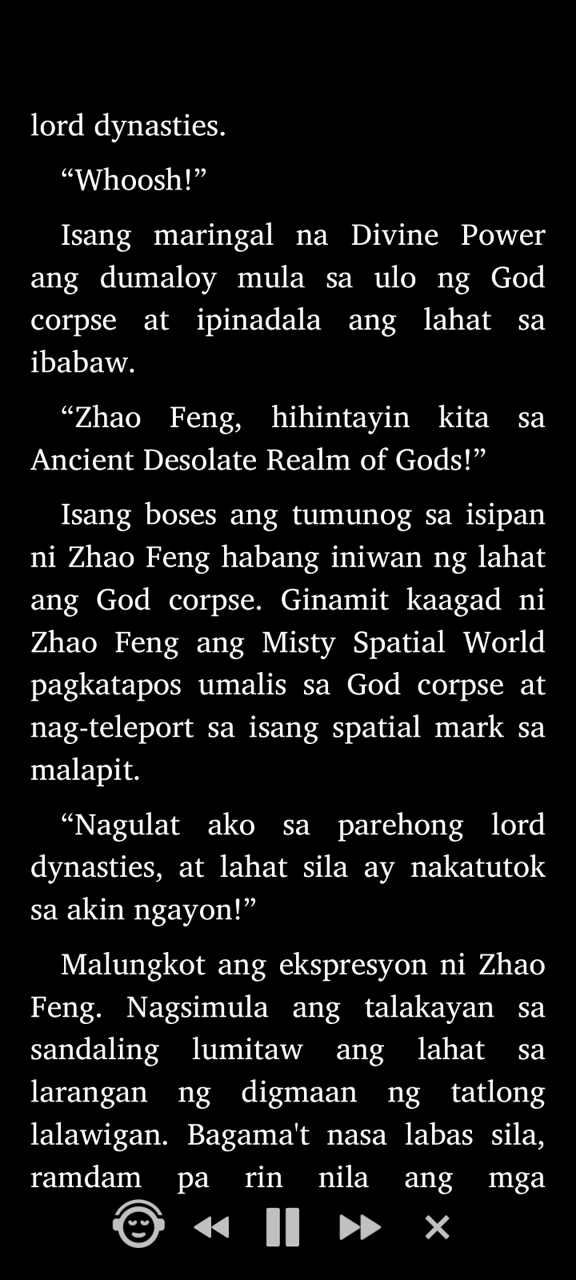 lord dynasties.
“Whoosh!”
Isang maringal na Divine Power
ang dumaloy mula sa ulo ng God
corpse at ipinadala ang lahat sa
ibabaw.
“Zhao Feng, hihintayin kita sa
Ancient Desolate Realm of Gods!”
Isang boses ang tumunog sa isipan
ni Zhao Feng habang iniwan ng lahat
ang God corpse. Ginamit kaagad ni
Zhao Feng ang Misty Spatial World
pagkatapos umalis sa God corpse at
nag-teleport sa isang spatial mark sa
malapit.
“Nagulat ako sa parehong lord
dynasties, at lahat sila ay nakatutok
sa akin ngayon!”
Malungkot ang ekspresyon ni Zhao
Feng. Nagsimula ang talakayan sa
sandaling lumitaw ang lahat sa
larangan ng digmaan ng tatlong
lalawigan. Bagama't nasa labas sila,
ramdam pa rin nila ang mga